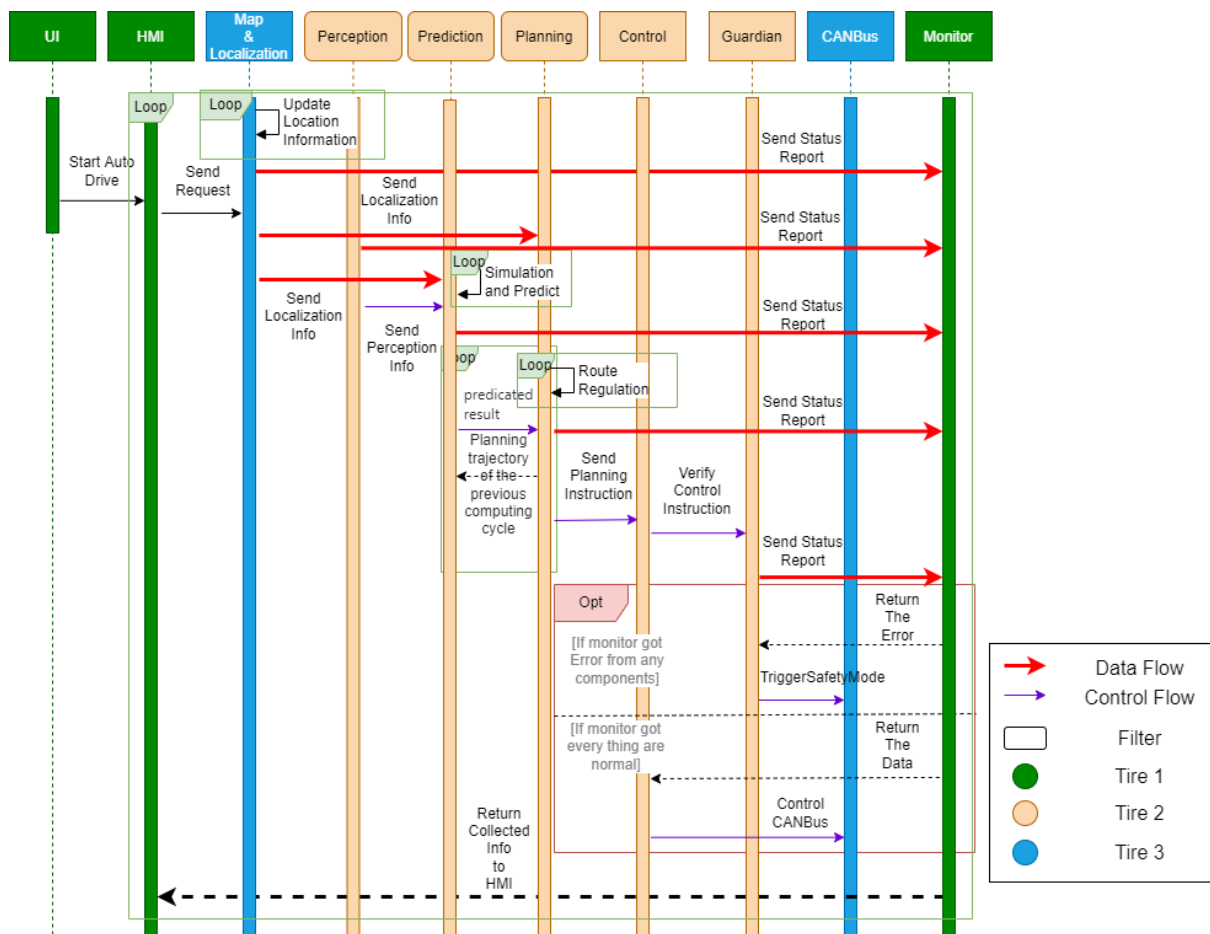 UI
HMI
Map
&
Localization
Perception
Prediction
Planning
Control
Guardian
CANBus
Monitor
Loop
Loop
Update
Location
Information
Send Status
Report
Start Auto
Drive
Send
Request
Send
Localization
Info
Send Status
Report
Loop
Simulation
and Predict
Send
Localization
Info
Send
Perception
Info
Send Status
Report
oop
Loop
Route
Regulation
predicated
result
Send Status
Report
Planning
trajectory
of the
previous
computing
cycle
Send
Planning
Instruction
Verify
Control
Instruction
Send Status
Report
Opt
Return
The
Error
[If monitor got
Error from any
components]
TriggerSafetyMode
[If monitor got
every thing are
normal]
Return
The
Data
Control
CANBus
Return
Collected
Info
to
HMI
Data Flow
Control Flow
Filter
Tire 1
Tire 2
Tire 3